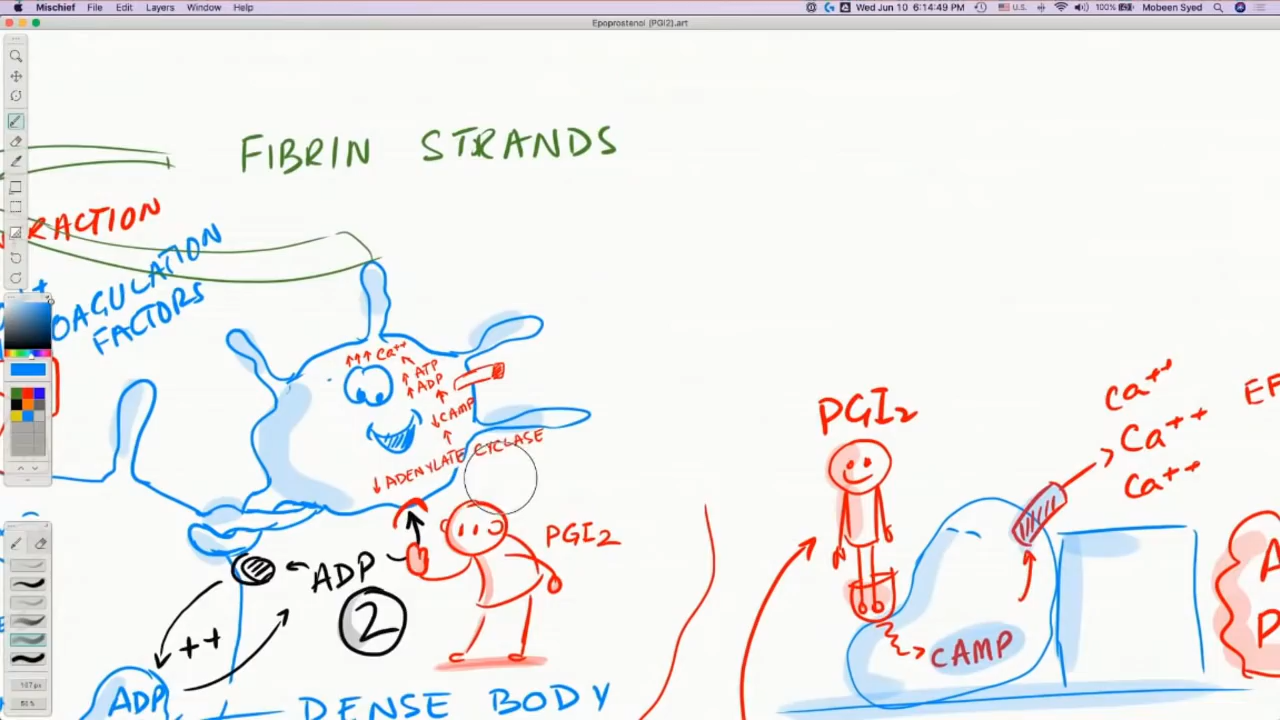 Mischief File Edit Layers Window Help
100% Wed Jun 10 6:14:49 PM U.S. Mobeen Syed
Epoprostenol (PGI2).art
FIBRIN STRANDS
RACTION
OAGULATION
FACTORS
↑↑↑ Ca++
↑ ATP
↑ ADP
↓CAMP
↓ ADENYLATE CYCLASE
PGI2
ADP
2
++
ADP
DENSE BODY
PGI2
Ca++
Ca++
Ca++
CAMP
EF
A
P